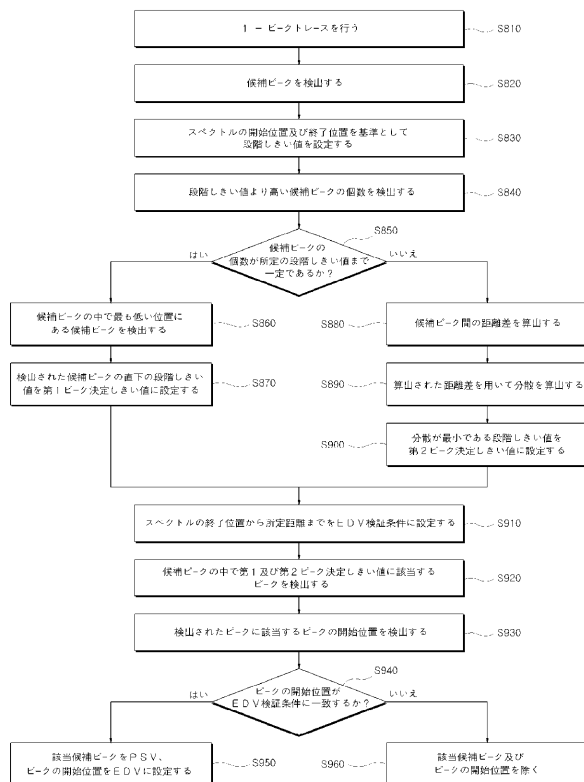 1 － ピークトレースを行う
S810
候補ピークを検出する
S820
スペクトルの開始位置及び終了位置を基準として
段階しきい値を設定する
S830
段階しきい値より高い候補ピークの個数を検出する
S840
候補ピークの
個数が所定の段階しきい値まで
一定であるか？
S850
はい
いいえ
候補ピークの中で最も低い位置に
ある候補ピークを検出する
S860
検出された候補ピークの直下の段階しきい
値を第1ピーク決定しきい値に設定する
S870
S880
候補ピーク間の距離差を算出する
S890
算出された距離差を用いて分散を算出する
S900
分散が最小である段階しきい値を
第2ピーク決定しきい値に設定する
スペクトルの終了位置から所定距離までをEDV検証条件に設定する
S910
候補ピークの中で第1及び第2ピーク決定しきい値に該当する
ピークを検出する
S920
検出されたピークに該当するピークの開始位置を検出する
S930
ピークの開始位置が
EDV検証条件に一致するか？
S940
はい
いいえ
該当候補ピークをPSV、
ピークの開始位置をEDVに設定する
S950
S960
該当候補ピーク及び
ピークの開始位置を除く